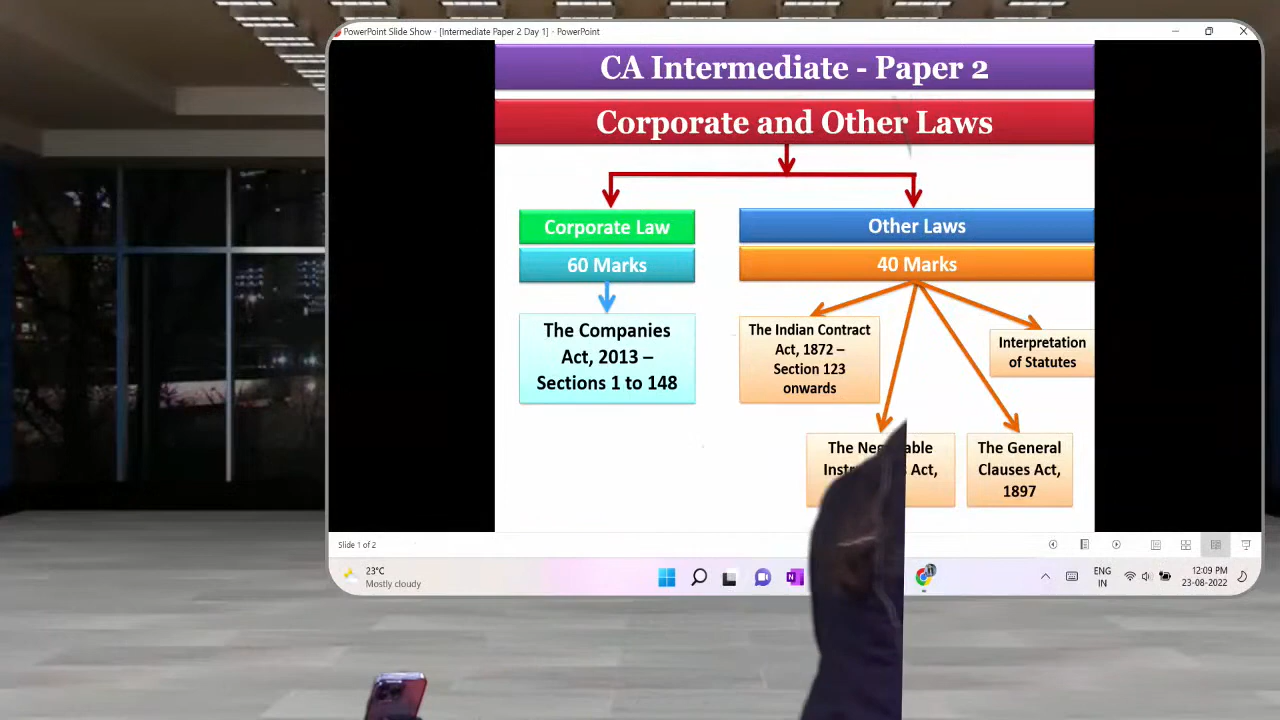 PowerPoint Slide Show - [Intermediate Paper 2 Day 1] - PowerPoint
CA Intermediate - Paper 2
Corporate and Other Laws
Corporate Law
60 Marks
The Companies
Act, 2013 –
Sections 1 to 148
Other Laws
40 Marks
The Indian Contract
Act, 1872 –
Section 123
onwards
Interpretation
of Statutes
The
Act,
The General
Clauses Act,
1897
Slide 1 of 2
23°C
Mostly cloudy
ENG
IN
12:09 PM
23-08-2022